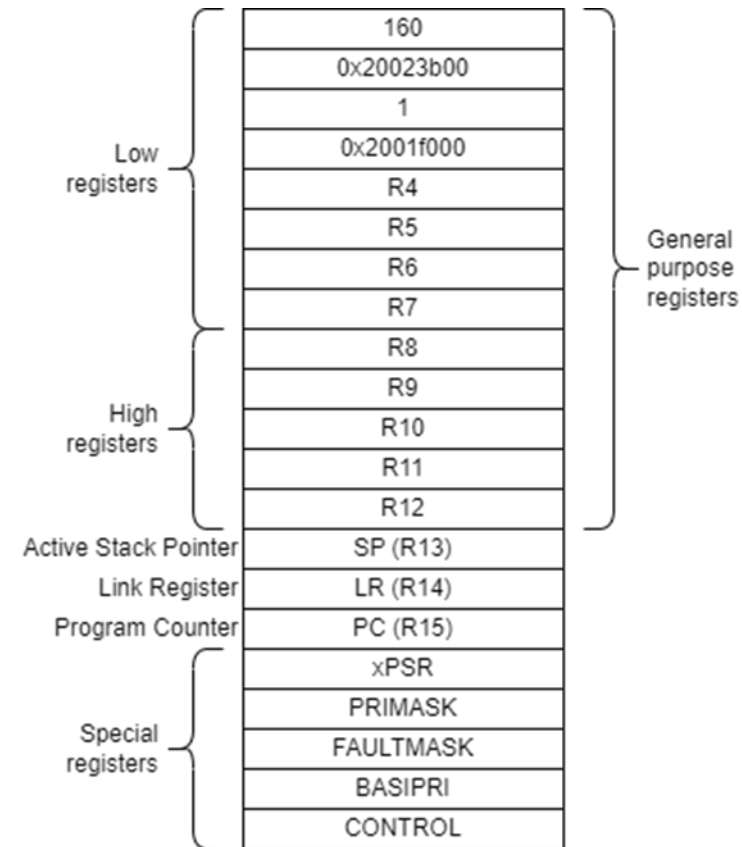 160
0x20023b00
1
0x2001f000
R4
R5
R6
R7
R8
R9
R10
R11
R12
SP (R13)
LR (R14)
PC (R15)
xPSR
PRIMASK
FAULTMASK
BASIPRI
CONTROL
Low
registers
High
registers
Active Stack Pointer
Link Register
Program Counter
Special
registers
General
purpose
registers